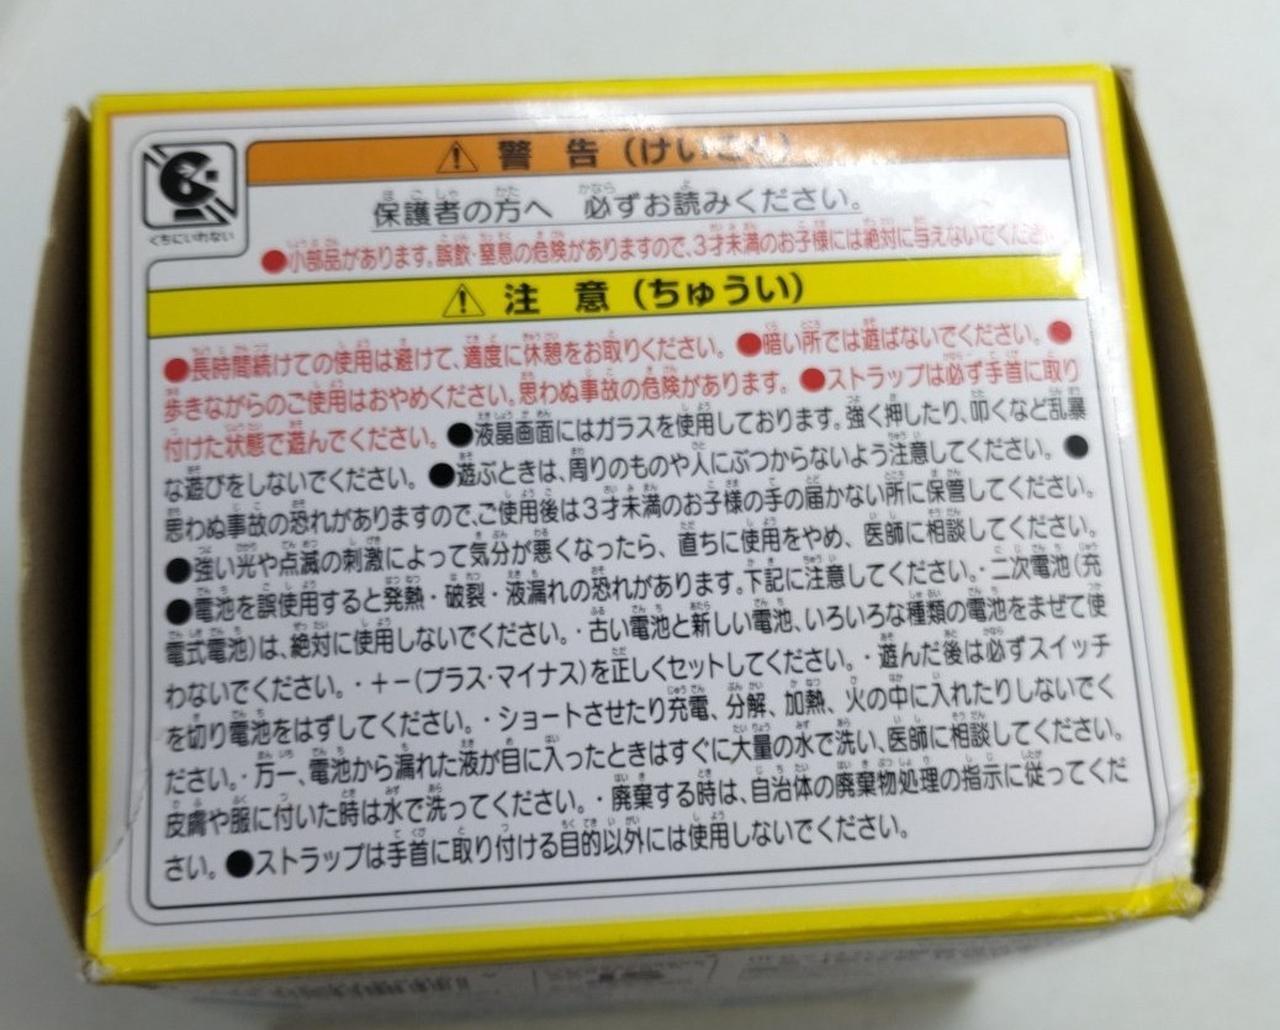 ⚠警 告（けいこく）
くちにいれない
保護者の方へ 必ずお読みください。
●小部品があります。誤飲・窒息の危険がありますので、3才未満のお子様には絶対に与えないでください
⚠注 意（ちゅうい）
●長時間続けての使用は避けて、適度に休憩をお取りください。●暗い所では遊ばないでください。●
歩きながらのご使用はおやめください。思わぬ事故の危険があります。●ストラップは必ず手首に取り
付けた状態で遊んでください。●液晶画面にはガラスを使用しております。強く押したり、叩くなど乱暴
な遊びをしないでください。●遊ぶときは、周りのものや人にぶつからないよう注意してください。●
思わぬ事故の恐れがありますので、ご使用後は3才未満のお子様の手の届かない所に保管してください。
●強い光や点滅の刺激によって気分が悪くなったら、直ちに使用をやめ、医師に相談してください。
●電池を誤使用すると発熱・破裂・液漏れの恐れがあります。下記に注意してください。・二次電池（充
電式電池）は、絶対に使用しないでください。・古い電池と新しい電池、いろいろな種類の電池をまぜて使
わないでください。・＋－（プラス・マイナス）を正しくセットしてください。・遊んだ後は必ずスイッチ
を切り電池をはずしてください。・ショートさせたり充電、分解、加熱、火の中に入れたりしないでく
ださい。・万一、電池から漏れた液が目に入ったときはすぐに大量の水で洗い、医師に相談してください。
皮膚や服に付いた時は水で洗ってください。・廃棄する時は、自治体の廃棄物処理の指示に従ってくだ
さい。●ストラップは手首に取り付ける目的以外には使用しないでください。